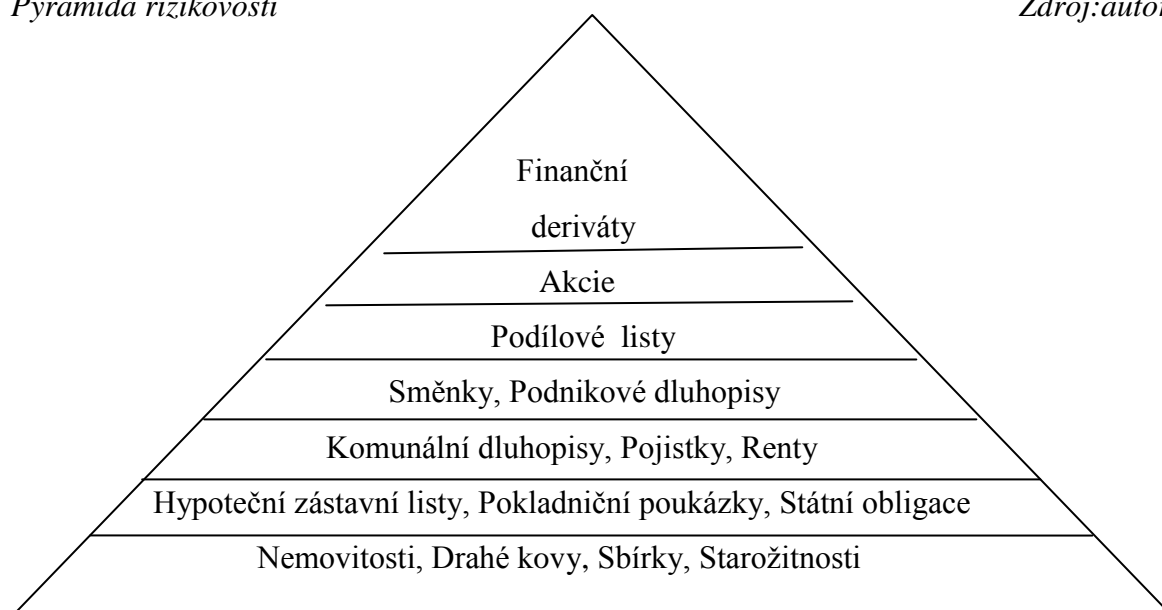 Pyramida rizikovosti
Zdroj:autor
Finanční
deriváty
Akcie
Podílové listy
Směnky, Podnikové dluhopisy
Komunální dluhopisy, Pojistky, Renty
Hypoteční zástavní listy, Pokladniční poukázky, Státní obligace
Nemovitosti, Drahé kovy, Sbírky, Starožitnosti